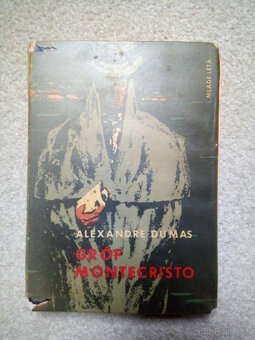 MLADÉ LETÁ
ALEXANDRE DUMAS
GRÓF
MONTECRISTO